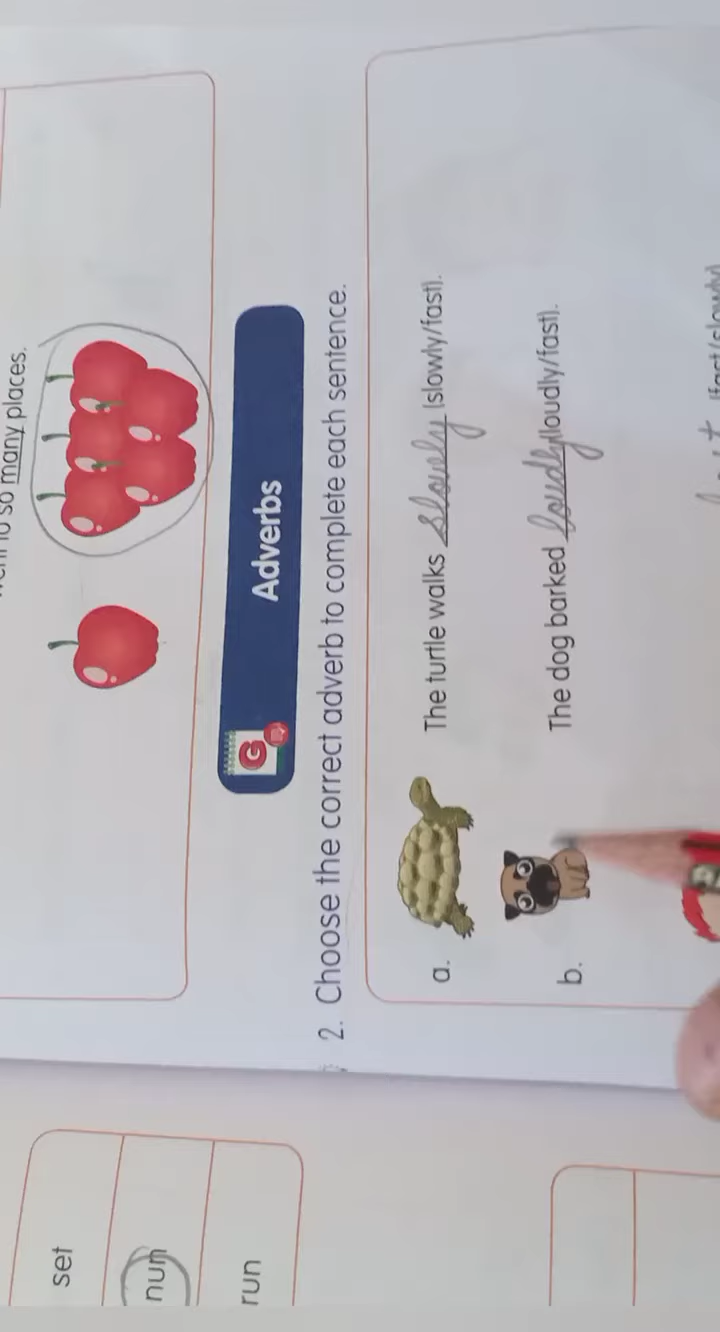 so many places.
G
Adverbs
2. Choose the correct adverb to complete each sentence.
a. The turtle walks slowly (slowly/fast).
b. The dog barked loudly (loudly/fast).
set
nun
run